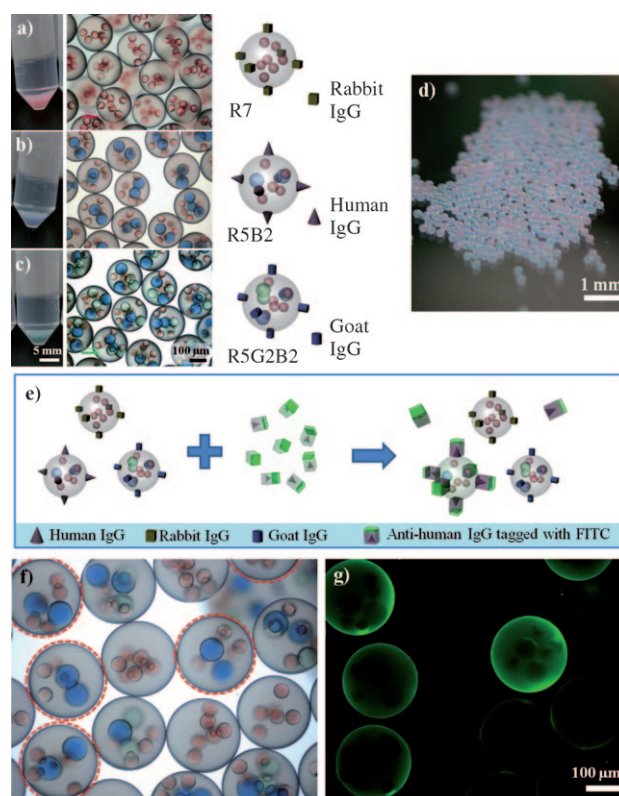 a)
R7
Rabbit
IgG
b)
R5B2
Human
IgG
c)
5 mm
100 µm
R5G2B2
Goat
IgG
d)
1 mm
e)
Human IgG
Rabbit IgG
Goat IgG
Anti-human IgG tagged with FITC
f)
g)
100 µm